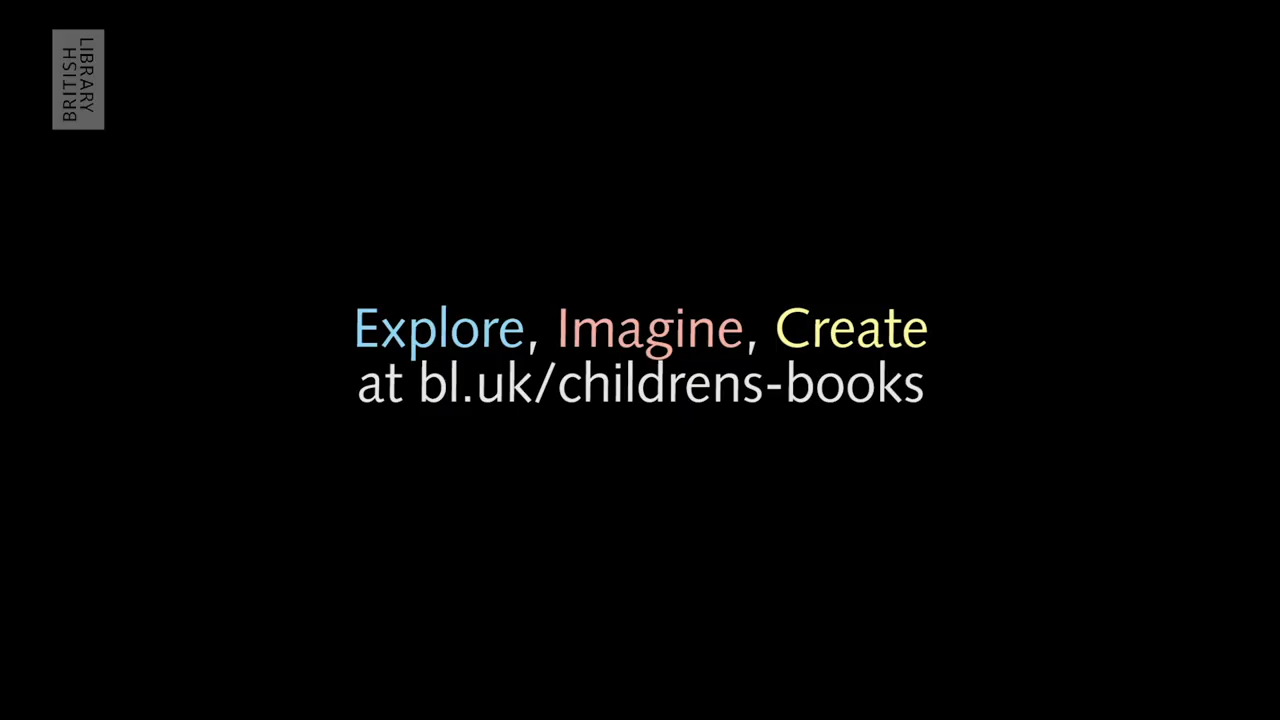 BRITISH
LIBRARY
Explore, Imagine, Create
at bl.uk/childrens-books